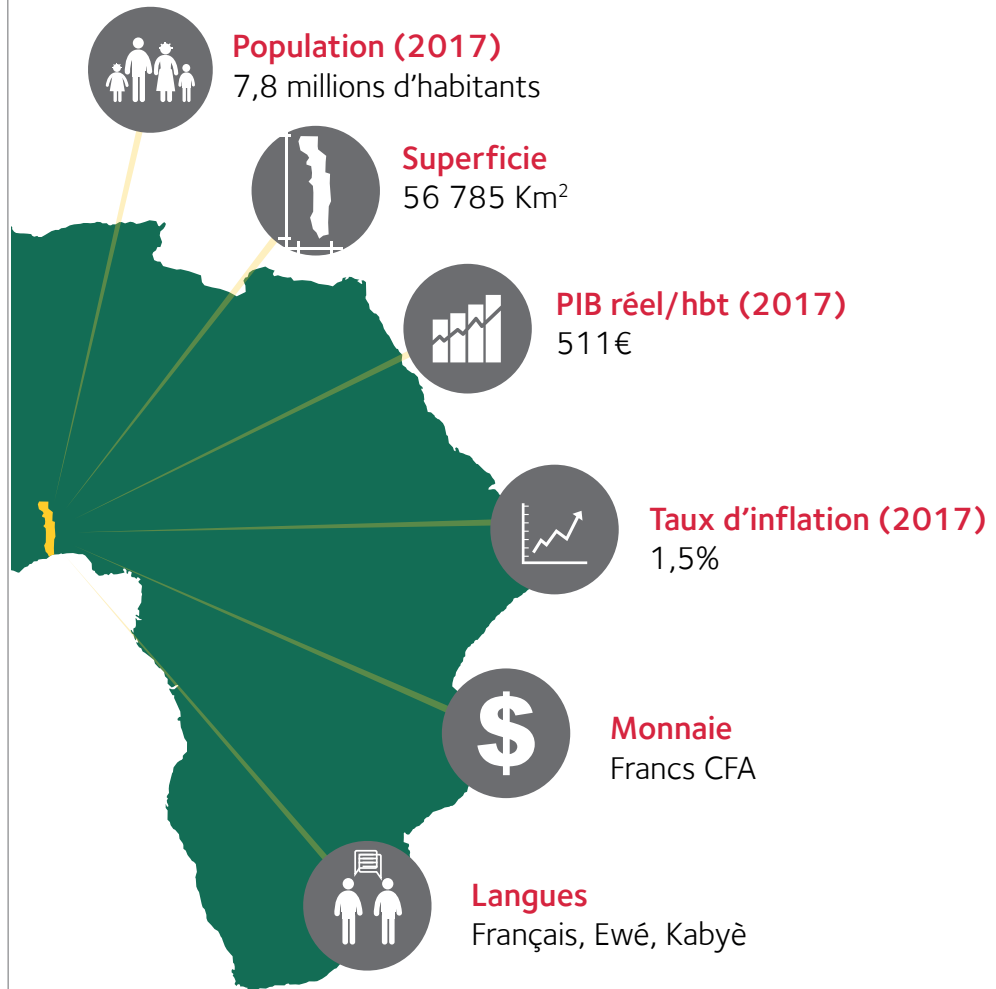 Population (2017)
7,8 millions d'habitants
Superficie
56 785 Km²
PIB réel/hbt (2017)
511€
Taux d'inflation (2017)
1,5%
$
Monnaie
Francs CFA
Langues
Français, Ewé, Kabyè